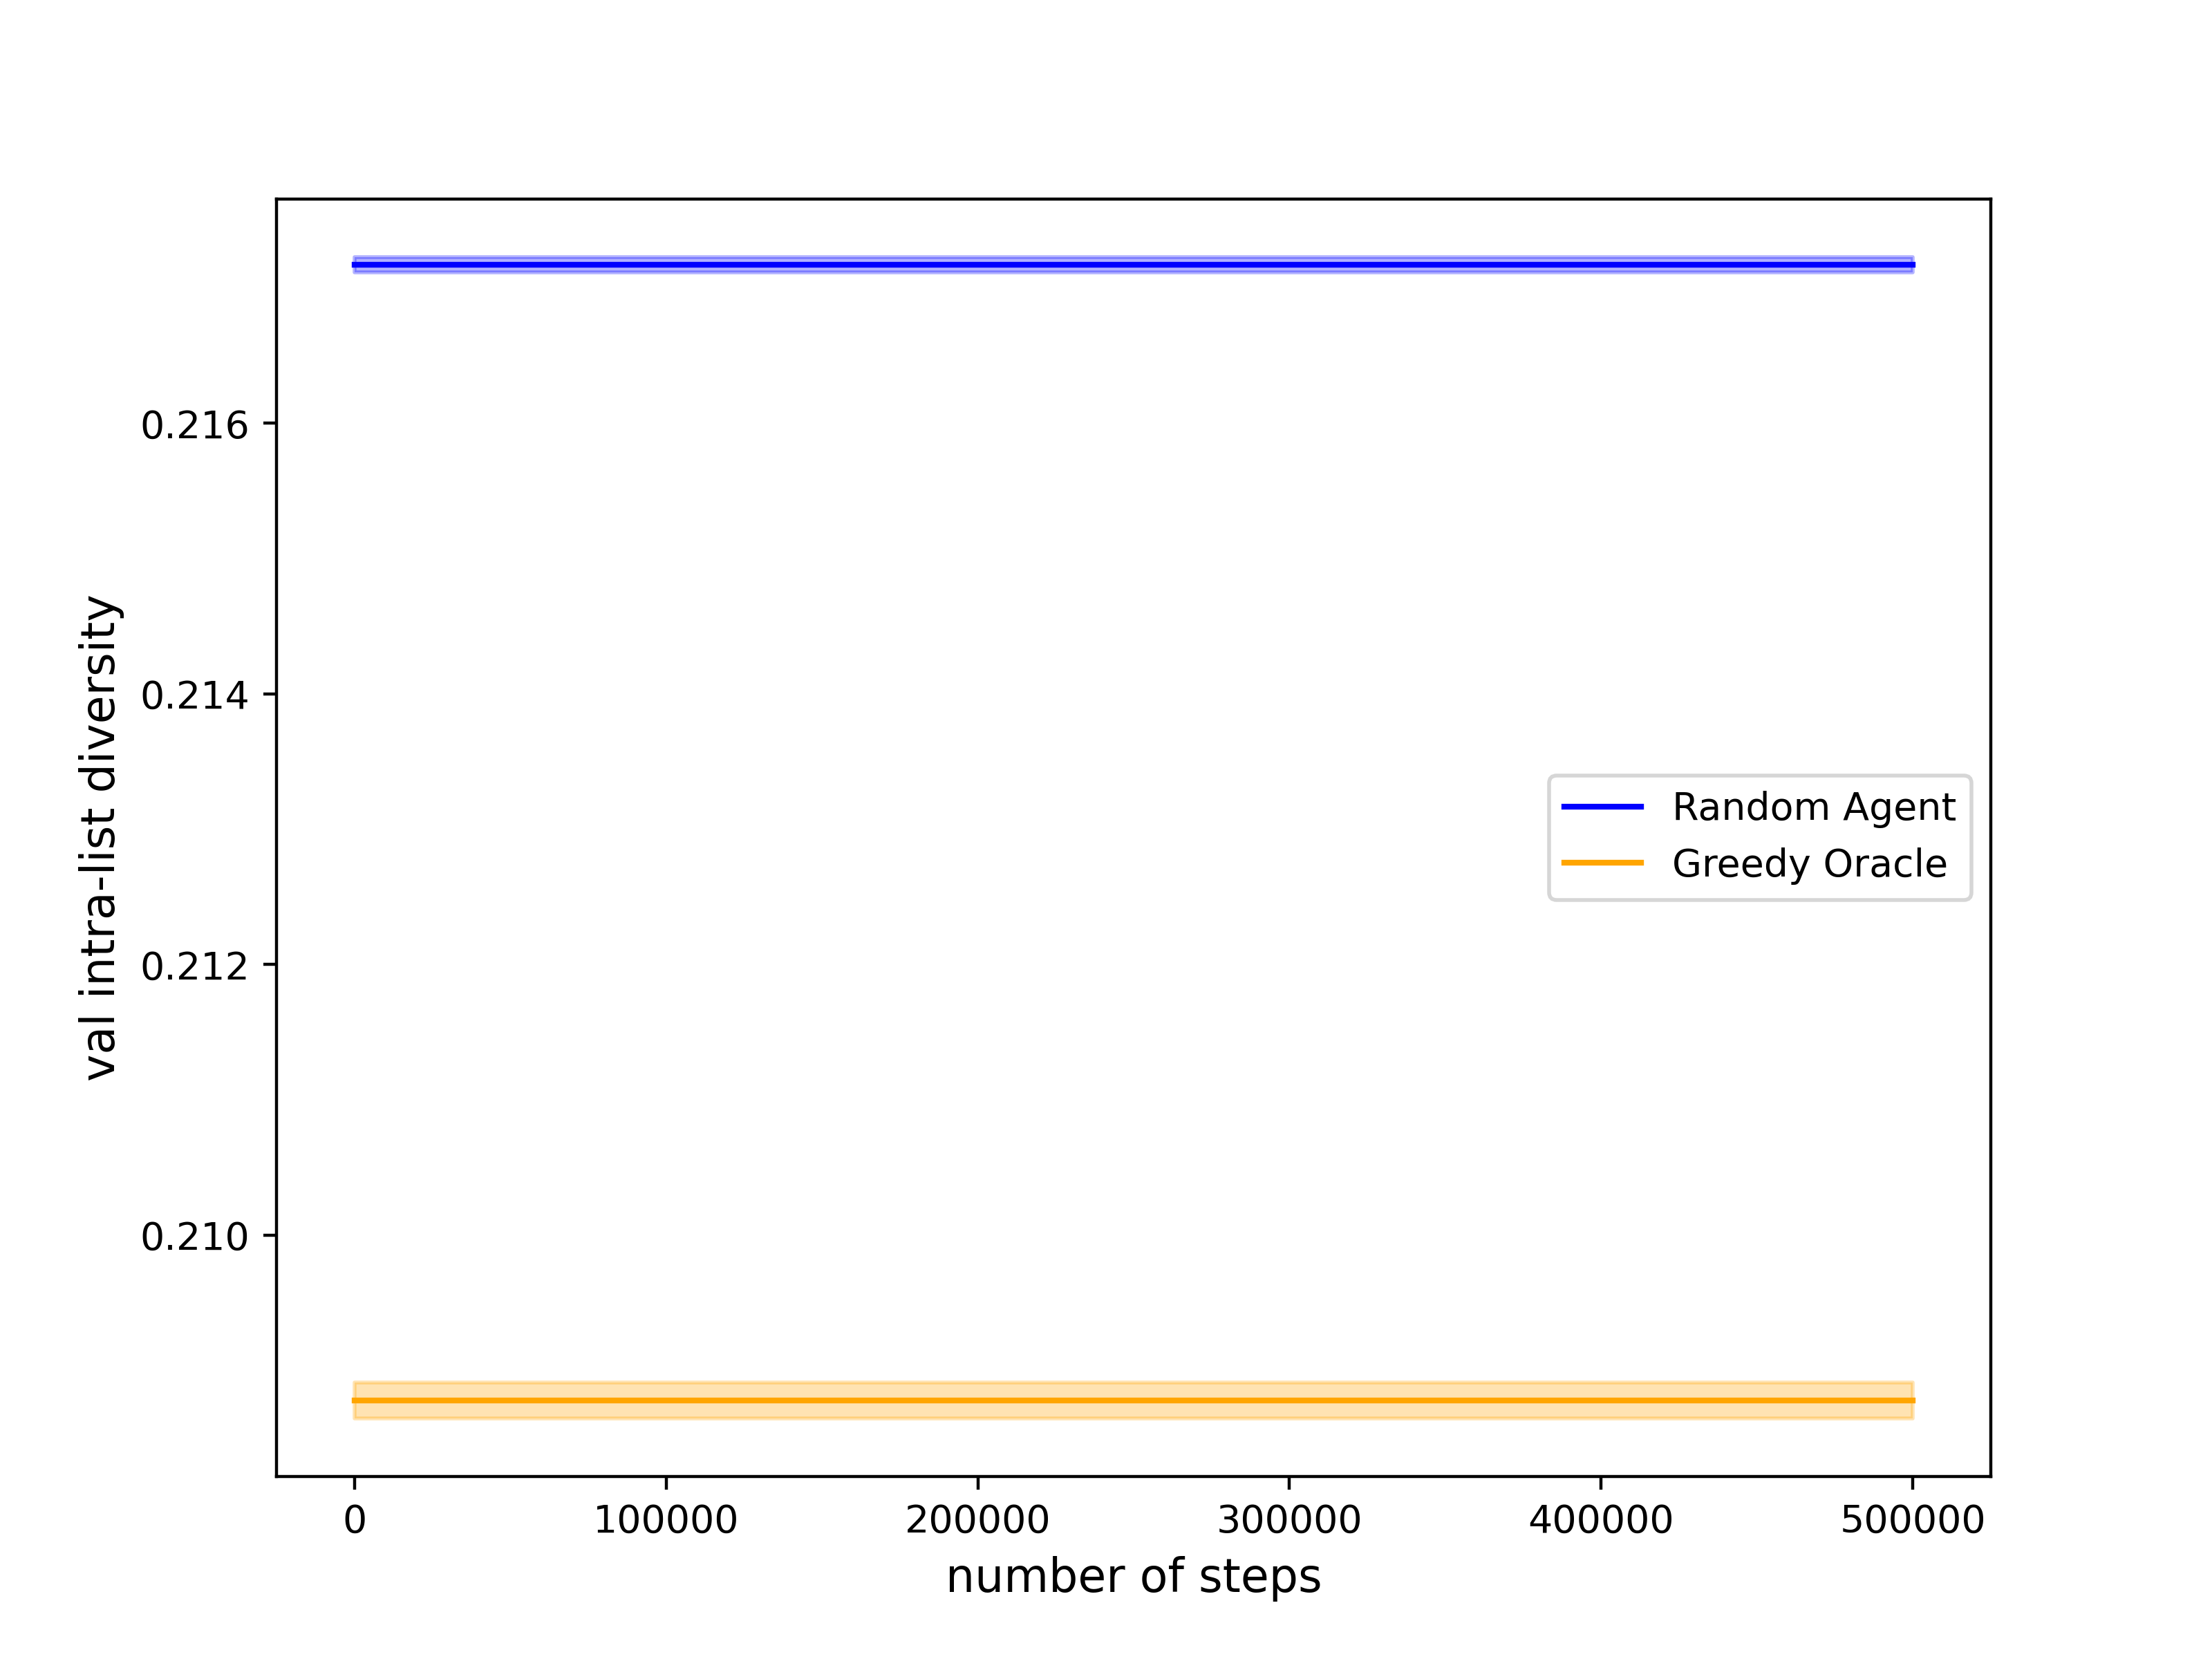 0.216
0.214
0.212
0.210
val intra-list diversity
Random Agent
Greedy Oracle
0 100000 200000 300000 400000 500000
number of steps